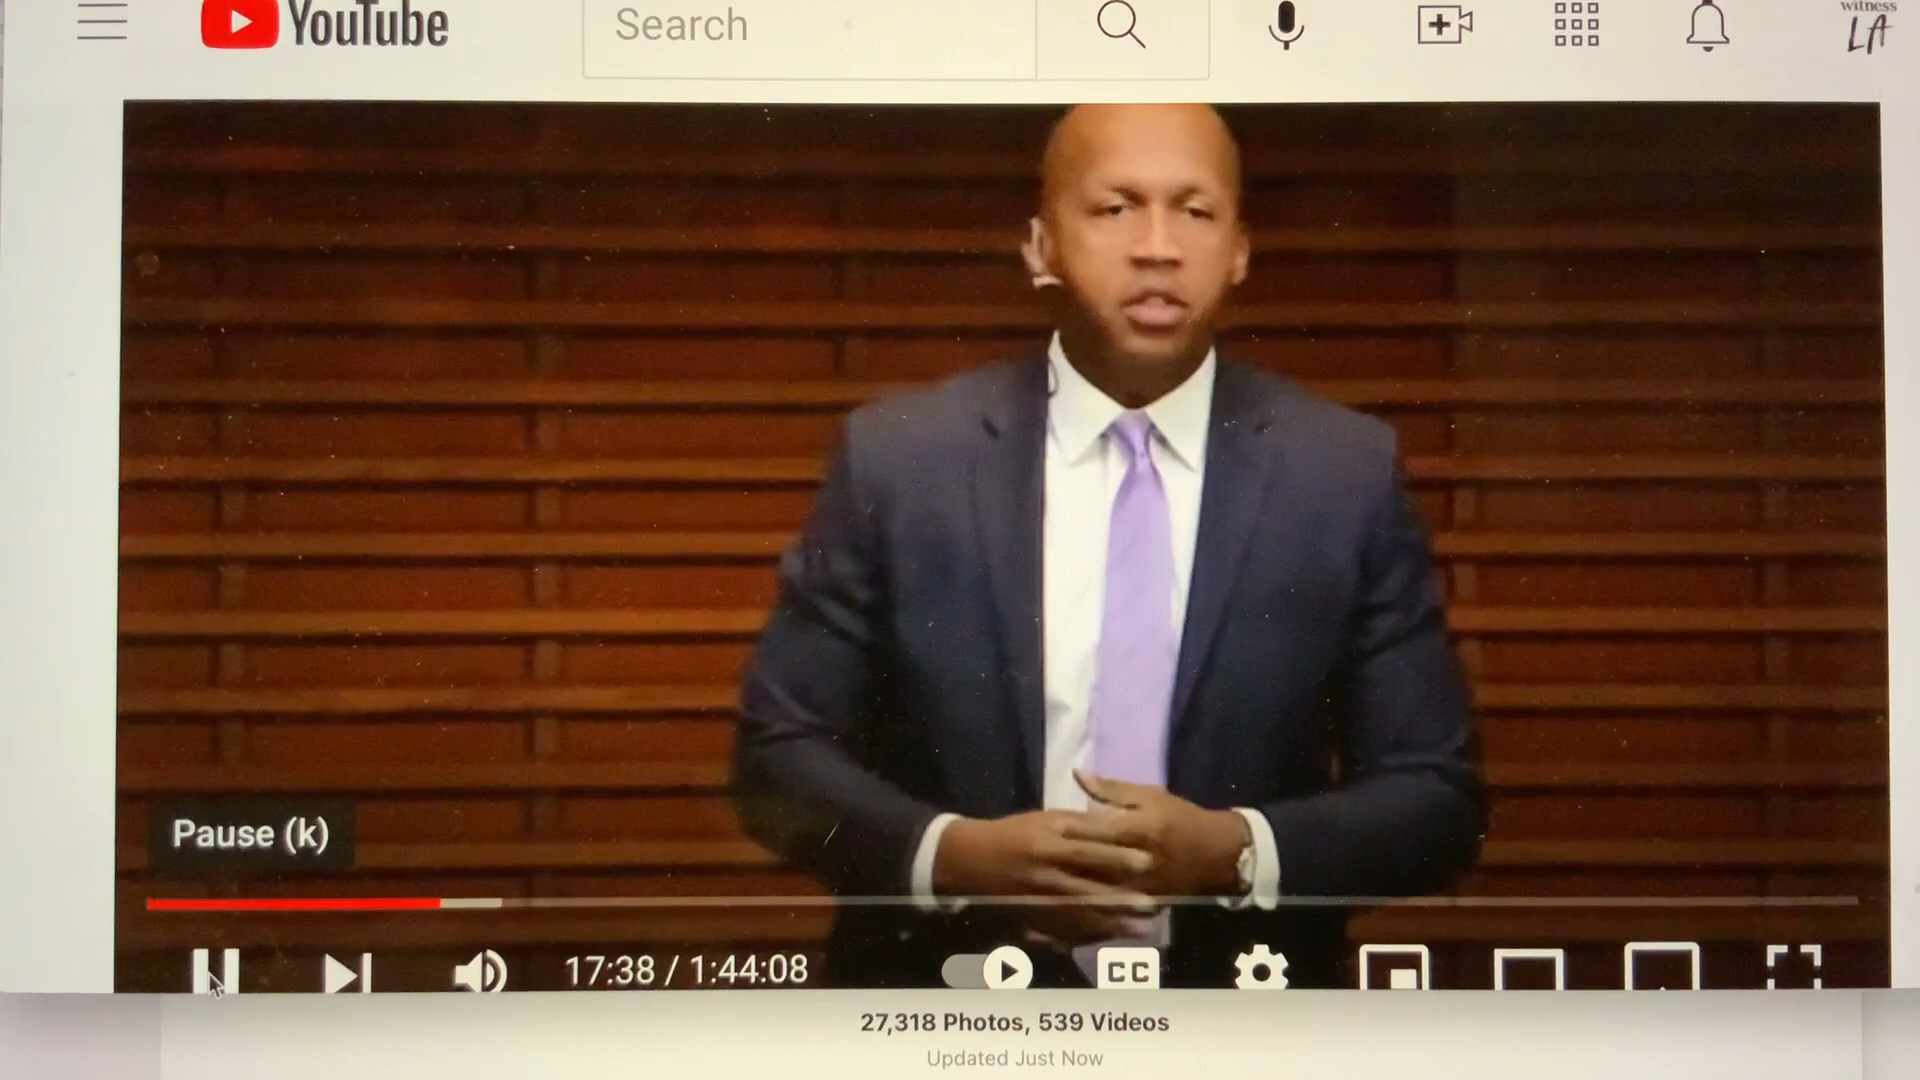 YouTube
Search
witness
LA
Pause (k)
17:38 / 1:44:08
CC
27,318 Photos, 539 Videos
Updated Just Now